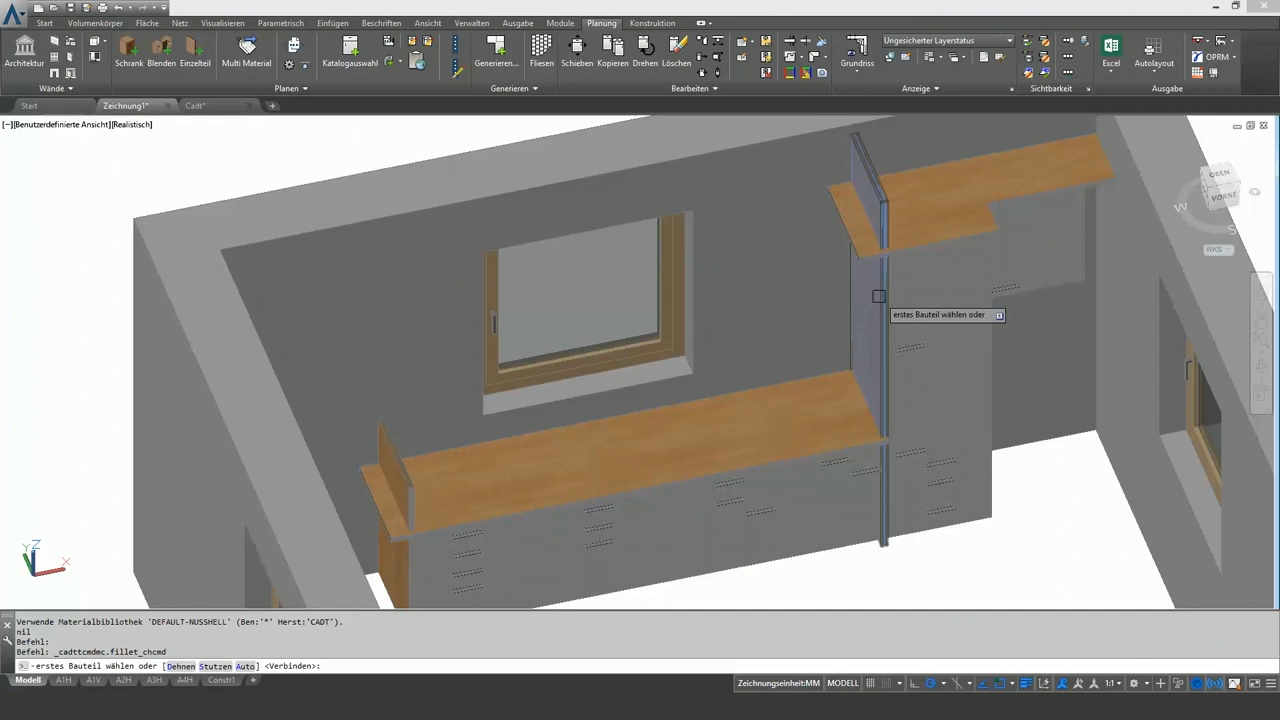 Start Volumenkörper Fläche Netz Visualisieren Parametrisch Einfügen Beschriften Ansicht Verwalten Ausgabe Module Planung Konstruktion
Ungesicherter Layerstatus
Architektur Schrank Blenden Einzelteil Multi Material Katalogauswahl Generieren... Fliesen Schieben Kopieren Drehen Löschen Grundriss Excel Autolayout OPRM
Wände Planen Generieren Bearbeiten Anzeige Sichtbarkeit Ausgabe
Start Zeichnung1* Cadt*
[−][Benutzerdefinierte Ansicht][Realistisch]
OBEN
VORNE
W
S
WKS
erstes Bauteil wählen oder
Y Z X
Verwende Materialbibliothek 'DEFAULT-NUSSHELL' (Ben:'*' Herst:'CADT').
nil
Befehl:
Befehl: _cadttcmdmc.fillet_chcmd
erstes Bauteil wählen oder [Dehnen Stutzen Auto] <Verbinden>:
Modell A1H A1V A2H A3H A4H Constr1 +
Zeichnungseinheit:MM MODELL 1:1